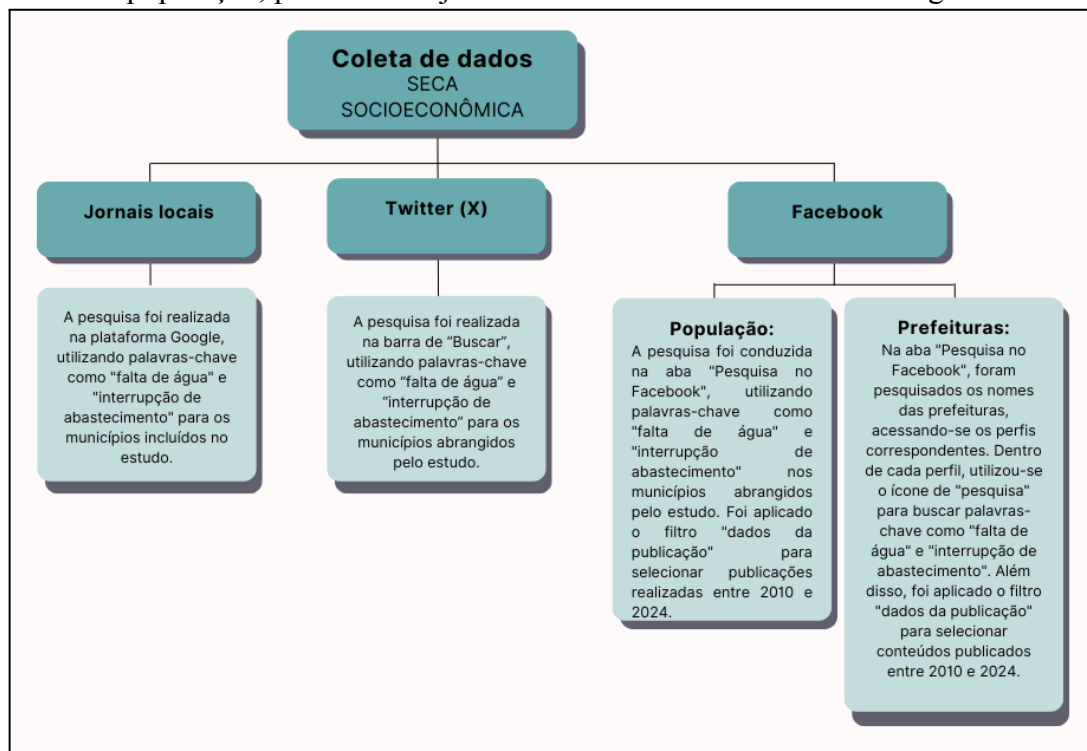 Coleta de dados
SECA
SOCIOECONÔMICA
Jornais locais
A pesquisa foi realizada
na plataforma Google,
utilizando palavras-chave
como "falta de água" e
"interrupção de
abastecimento" para os
municípios incluídos no
estudo.
Twitter (X)
A pesquisa foi realizada
na barra de “Buscar”,
utilizando palavras-chave
como “falta de água” e
“interrupção de
abastecimento” para os
municípios abrangidos
pelo estudo.
Facebook
População:
A pesquisa foi conduzida
na aba "Pesquisa no
Facebook", utilizando
palavras-chave como
"falta de água" e
"interrupção de
abastecimento" nos
municípios abrangidos
pelo estudo. Foi aplicado
o filtro "dados da
publicação" para
selecionar publicações
realizadas entre 2010 e
2024.
Prefeituras:
Na aba "Pesquisa no
Facebook", foram
pesquisados os nomes
das prefeituras,
acessando-se os perfis
correspondentes. Dentro
de cada perfil, utilizou-se
o ícone de "pesquisa"
para buscar palavras-
chave como "falta de
água" e "interrupção de
abastecimento". Além
disso, foi aplicado o filtro
"dados da publicação"
para selecionar
conteúdos publicados
entre 2010 e 2024.